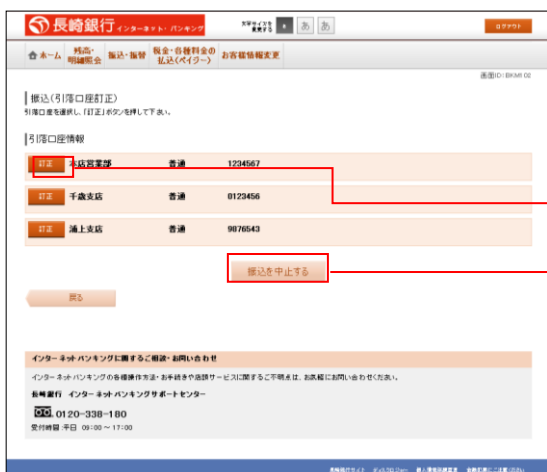 長崎銀行 インターネット・バンキング
文字サイズを変更する
あ あ
ログアウト
ホーム
残高・明細照会
振込・振替
税金・各種料金の払込(ペイジー)
お客様情報変更
画面ID:BKMI02
振込(引落口座訂正)
引落口座を選択し、「訂正」ボタンを押して下さい。
引落口座情報
訂正 本店営業部 普通 1234567
訂正 千歳支店 普通 0123456
訂正 浦上支店 普通 9876543
振込を中止する
戻る
インターネットバンキングに関するご相談・お問い合わせ
インターネットバンキングの各種操作方法・お手続きや店頭サービスに関するご不明点は、お気軽にお問い合わせください。
長崎銀行 インターネットバンキングサポートセンター
0120-338-180
受付時間:平日 09:00～17:00
長崎銀行サイト